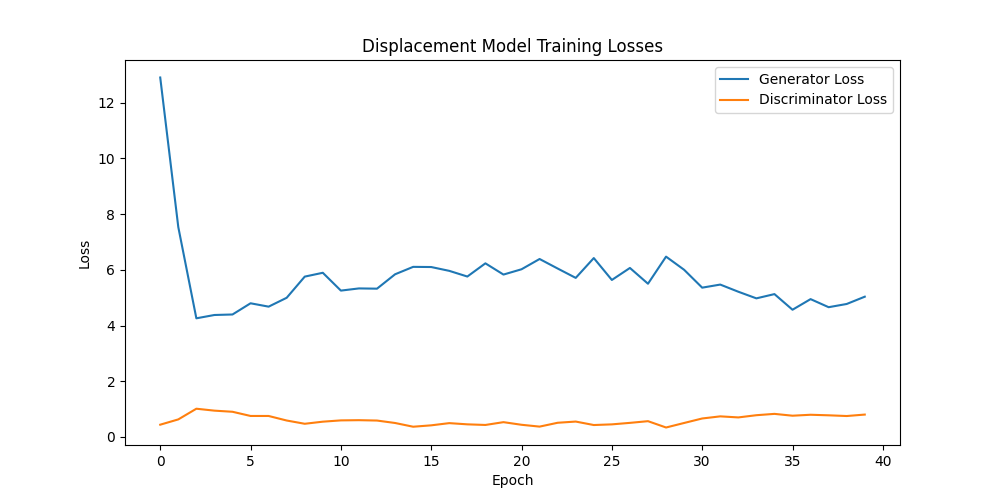 Displacement Model Training Losses
Generator Loss
Discriminator Loss
12
10
8
6
4
2
0
Loss
0 5 10 15 20 25 30 35 40
Epoch